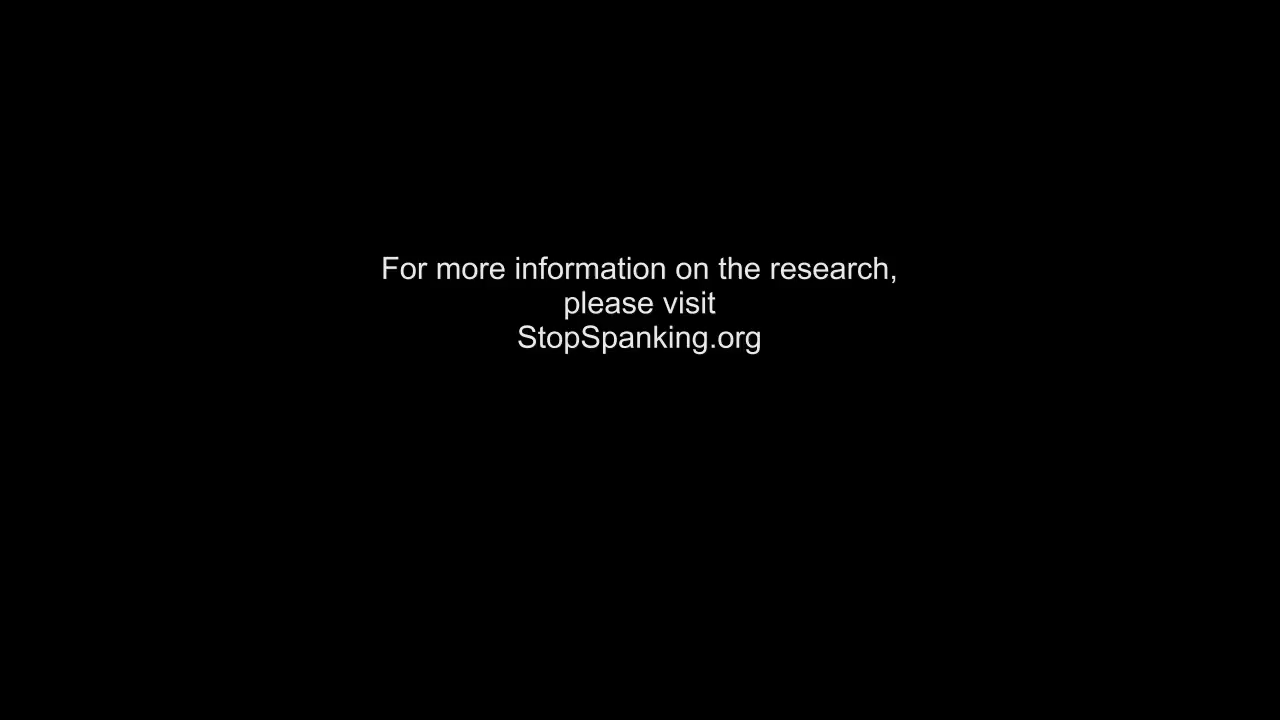 For more information on the research,
please visit
StopSpanking.org